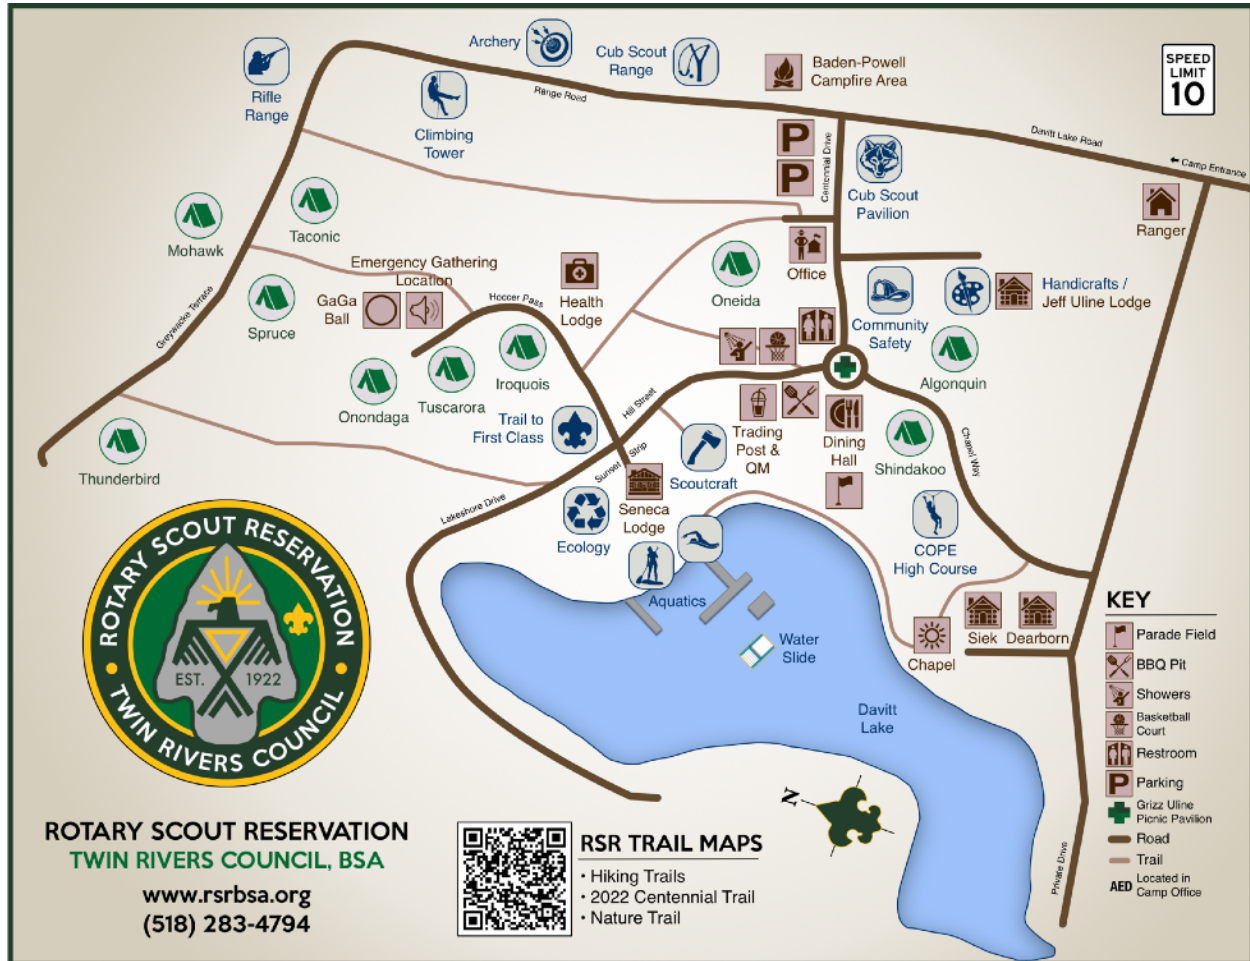 Archery
Cub Scout
Range
Baden-Powell
Campfire Area
SPEED
LIMIT
10
Rifle
Range
Range Road
Climbing
Tower
P
P
Centennial Drive
Davitt Lake Road
Camp Entrance
Cub Scout
Pavilion
Ranger
Mohawk
Taconic
Emergency Gathering
Location
GaGa
Ball
Hoccer Pass
Health
Lodge
Oneida
Office
Handicrafts /
Jeff Uline Lodge
Greywicke Terrace
Spruce
Community
Safety
Algonquin
Onondaga
Tuscarora
Iroquois
Trail to
First Class
Hill Street
Trading
Post &
QM
Dining
Hall
Shindakoo
Chapel Way
Thunderbird
Sunset Strip
Scoutcraft
Lakeshore Drive
Ecology
Seneca
Lodge
COPE
High Course
Aquatics
Water
Slide
Chapel
Siek
Dearborn
Davitt
Lake
N
Private Drive
ROTARY SCOUT RESERVATION
EST. 1922
TWIN RIVERS COUNCIL
ROTARY SCOUT RESERVATION
TWIN RIVERS COUNCIL, BSA
www.rsrbsa.org
(518) 283-4794
RSR TRAIL MAPS
• Hiking Trails
• 2022 Centennial Trail
• Nature Trail
KEY
Parade Field
BBQ Pit
Showers
Basketball
Court
Restroom
P Parking
Grizz Uline
Picnic Pavilion
Road
Trail
AED Located in
Camp Office